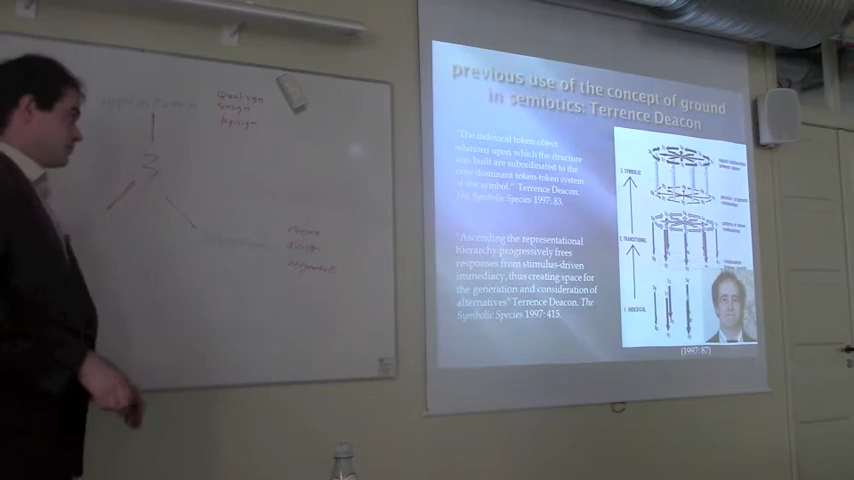 qualisign
sinsign
legisign
rheme
dicisign
argument
previous use of the concept of ground
in semiotics: Terrence Deacon
"The indexical token-object
relations upon which the structure
was built are subordinated to the
now-dominant token-token system
of the symbol." Terrence Deacon.
The Symbolic Species 1997: 83.
"Ascending the representational
hierarchy progressively frees
responses from stimulus-driven
immediacy, thus creating space for
the generation and consideration of
alternatives" Terrence Deacon. The
Symbolic Species 1997: 415.
3. SYMBOLIC
2. TRANSITIONAL
1. INDEXICAL
(1997: 87)